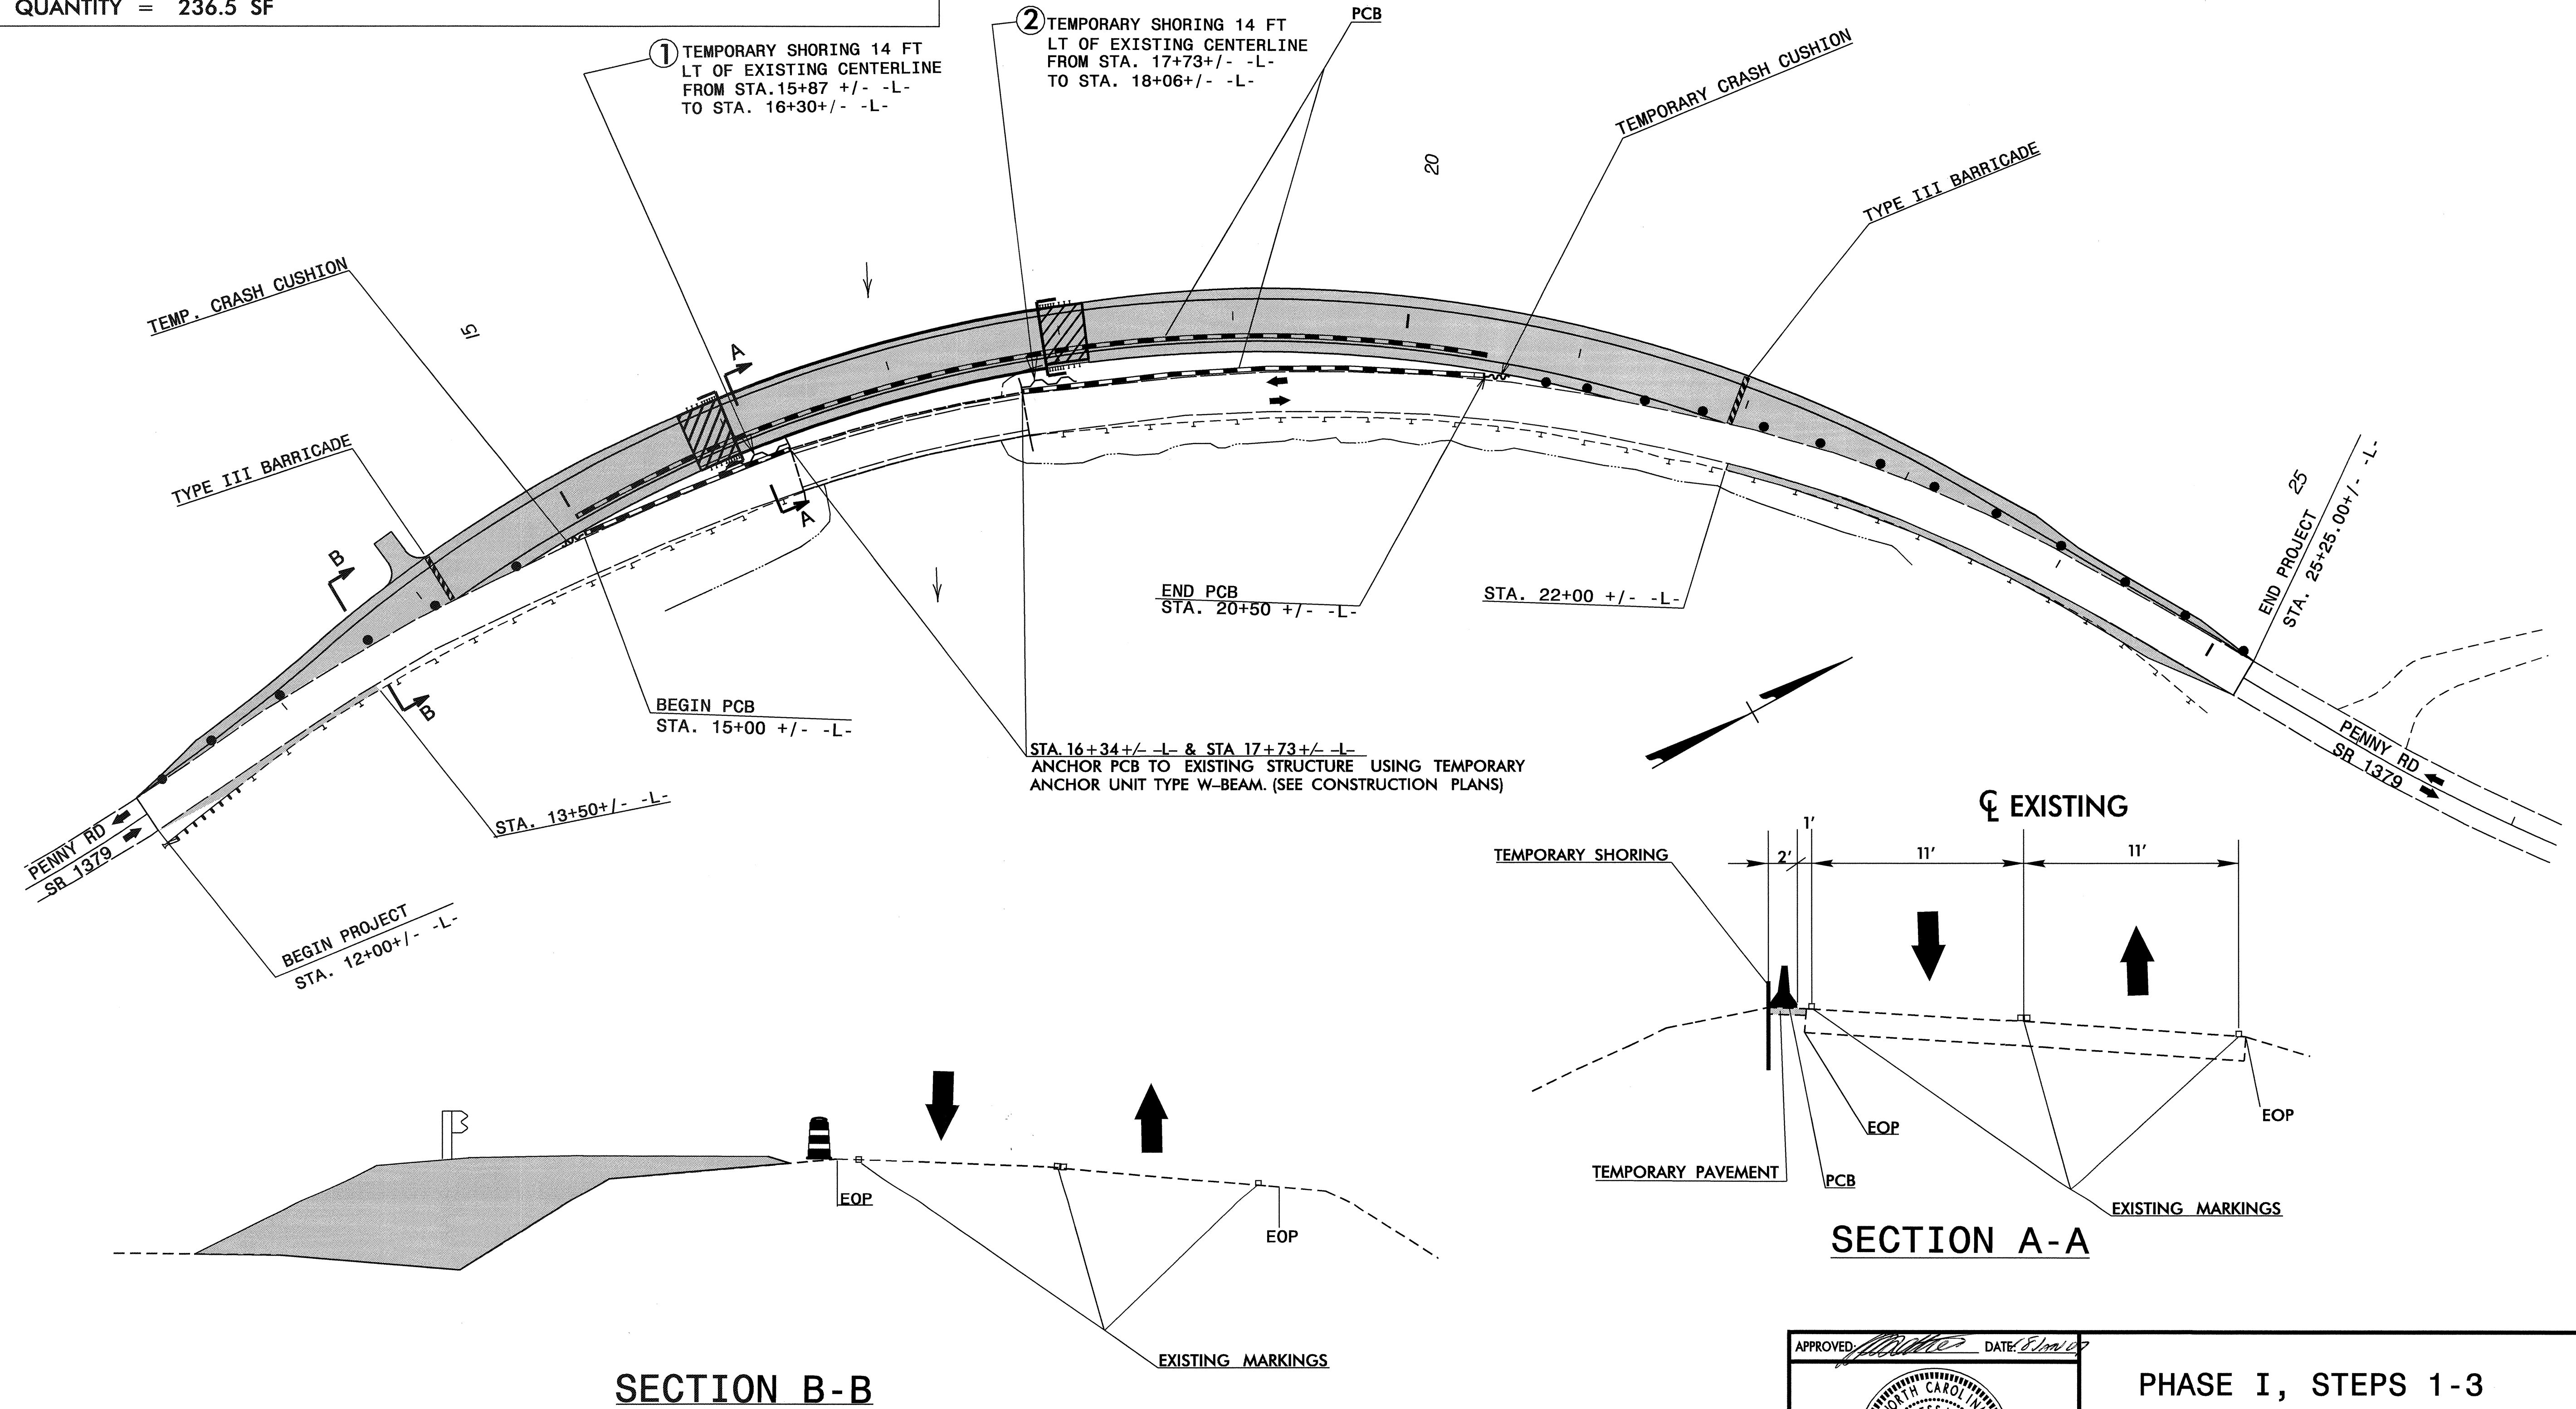 QUANTITY = 236.5 SF
1
TEMPORARY SHORING 14 FT
LT OF EXISTING CENTERLINE
FROM STA.15+87 +/- -L-
TO STA. 16+30+/- -L-
2
TEMPORARY SHORING 14 FT
LT OF EXISTING CENTERLINE
FROM STA. 17+73+/- -L-
TO STA. 18+06+/- -L-
PCB
TEMPORARY CRASH CUSHION
20
TYPE III BARRICADE
TEMP. CRASH CUSHION
15
A
TYPE III BARRICADE
A
B
B
END PCB
STA. 20+50 +/- -L-
STA. 22+00 +/- -L-
25
END PROJECT
STA. 25+25.00+/- -L-
BEGIN PCB
STA. 15+00 +/- -L-
STA. 16+34+/- -L- & STA 17+73+/- -L-
ANCHOR PCB TO EXISTING STRUCTURE USING TEMPORARY
ANCHOR UNIT TYPE W-BEAM. (SEE CONSTRUCTION PLANS)
PENNY RD
SR 1379
STA. 13+50+/- -L-
PENNY RD
SR 1379
BEGIN PROJECT
STA. 12+00+/- -L-
CL EXISTING
1'
2'
11'
11'
TEMPORARY SHORING
EOP
EOP
TEMPORARY PAVEMENT
PCB
EXISTING MARKINGS
SECTION A-A
EOP
EOP
EXISTING MARKINGS
SECTION B-B
APPROVED:
DATE:
NORTH CAROLIN
PHASE I, STEPS 1-3